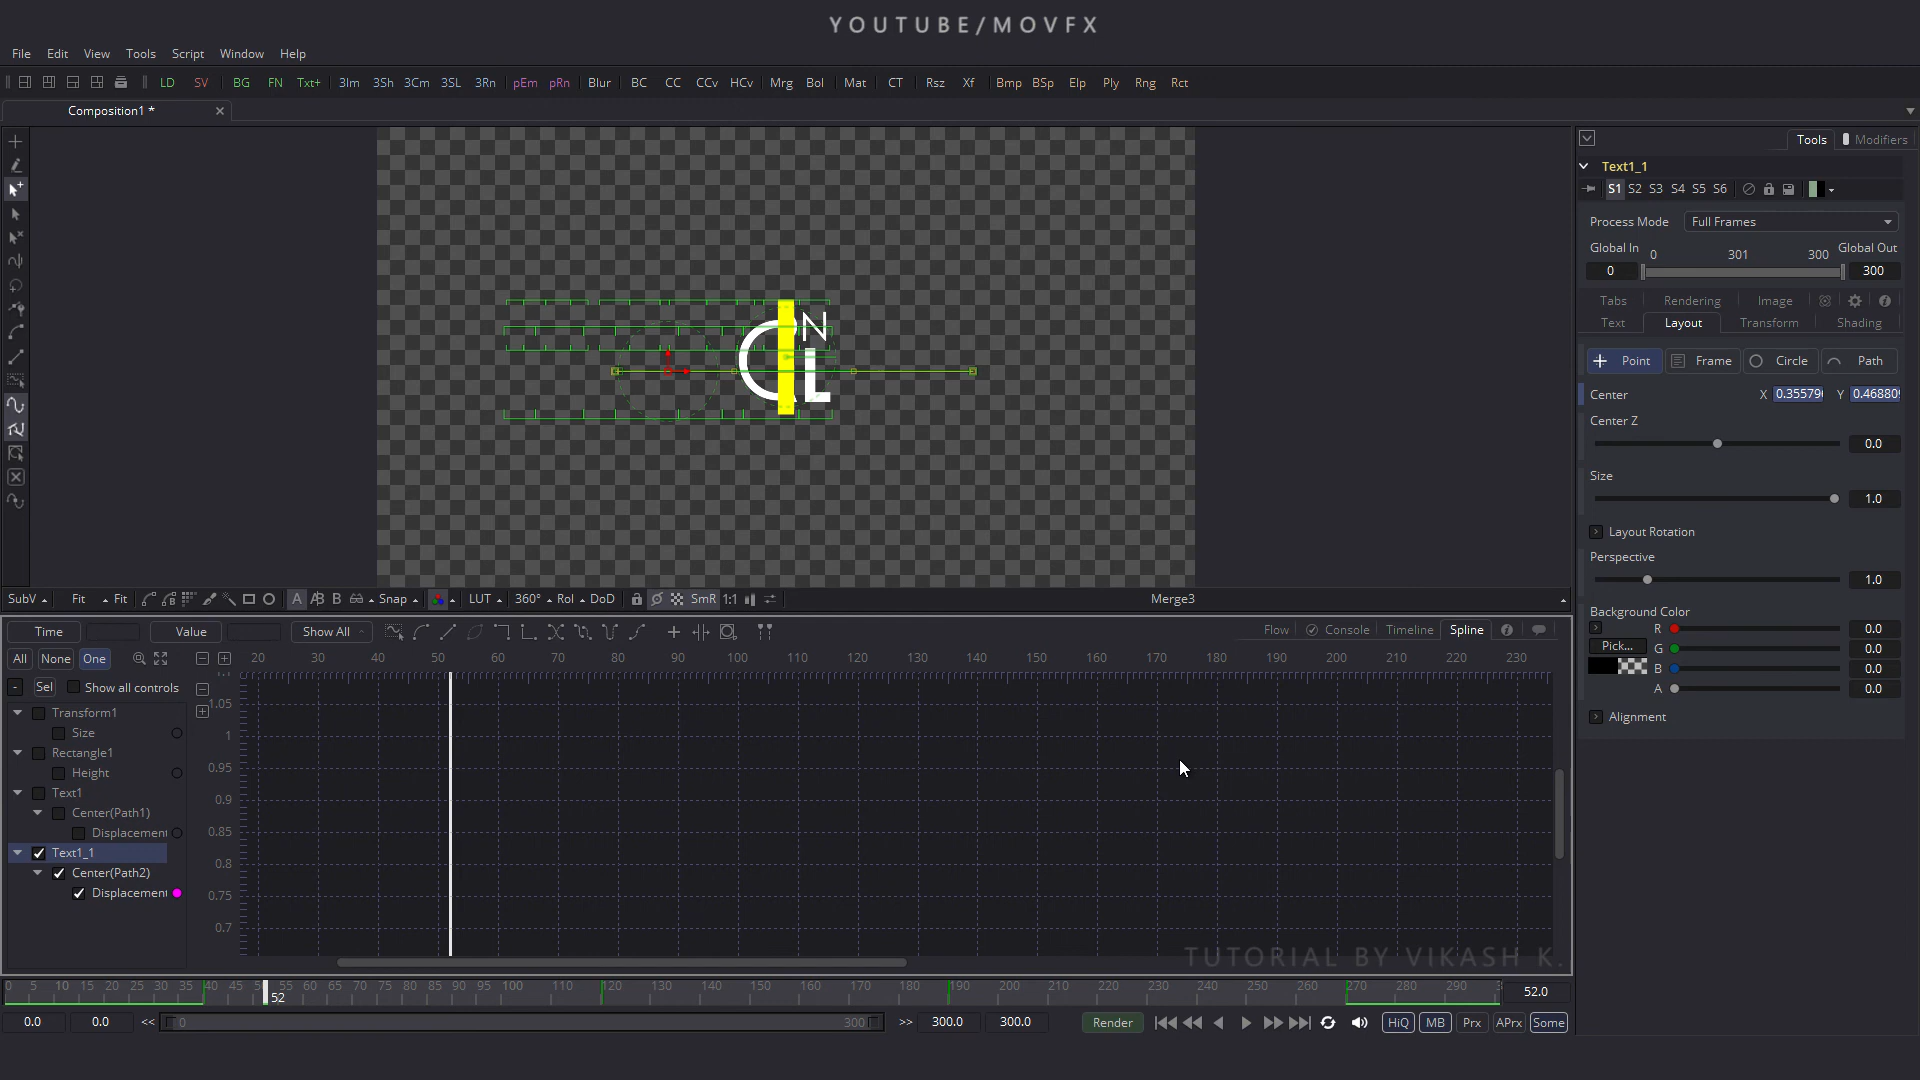 YOUTUBE/MOVFX
File Edit View Tools Script Window Help
LD SV BG FN Txt+ 3Im 3Sh 3Cm 3SL 3Rn pEm pRn Blur BC CC CCv HCv Mrg Bol Mat CT Rsz Xf Bmp BSp Elp Ply Rng Rct
Composition1 *
Tools Modifiers
Text1_1
S1 S2 S3 S4 S5 S6
Process Mode Full Frames
Global In 0 301 300 Global Out
0 300
Tabs Rendering Image
Text Layout Transform Shading
Point Frame Circle Path
Center X 0.35579 Y 0.46880
Center Z
0.0
Size
1.0
Layout Rotation
Perspective
1.0
Background Color
R 0.0
Pick... G 0.0
B 0.0
A 0.0
Alignment
N
L
SubV Fit Fit A B Snap LUT 360° RoI DoD SmR 1:1 Merge3
Time Value Show All Flow Console Timeline Spline
All None One
20 30 40 50 60 70 80 90 100 110 120 130 140 150 160 170 180 190 200 210 220 230
- Sel Show all controls
Transform1
Size
Rectangle1
Height
Text1
Center(Path1)
Displacement
Text1_1
Center(Path2)
Displacement
1.05
1
0.95
0.9
0.85
0.8
0.75
0.7
TUTORIAL BY VIKASH K.
0 5 10 15 20 25 30 35 40 45 52 55 60 65 70 75 80 85 90 95 100 110 120 130 140 150 160 170 180 190 200 210 220 230 240 250 260 270 280 290 52.0
0.0 0.0 << 0 300 >> 300.0 300.0 Render HiQ MB Prx APrx Some